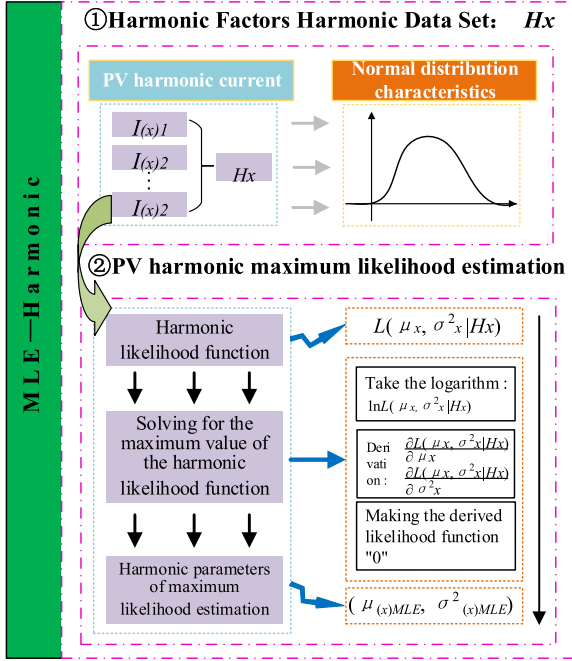 MLE—Harmonic
①Harmonic Factors Harmonic Data Set: Hx
PV harmonic current
Normal distribution
characteristics
I(x)1
I(x)2
⋮
I(x)2
Hx
②PV harmonic maximum likelihood estimation
Harmonic
likelihood function
L( μx, σ²x|Hx)
Solving for the
maximum value of
the harmonic
likelihood function
Take the logarithm :
lnL( μx, σ²x|Hx)
Deri
vati
on :
∂L( μx, σ²x|Hx)
∂ μx
∂L( μx, σ²x|Hx)
∂ σ²x
Making the derived
likelihood function
"0"
Harmonic parameters
of maximum
likelihood estimation
( μ(x)MLE, σ²(x)MLE)